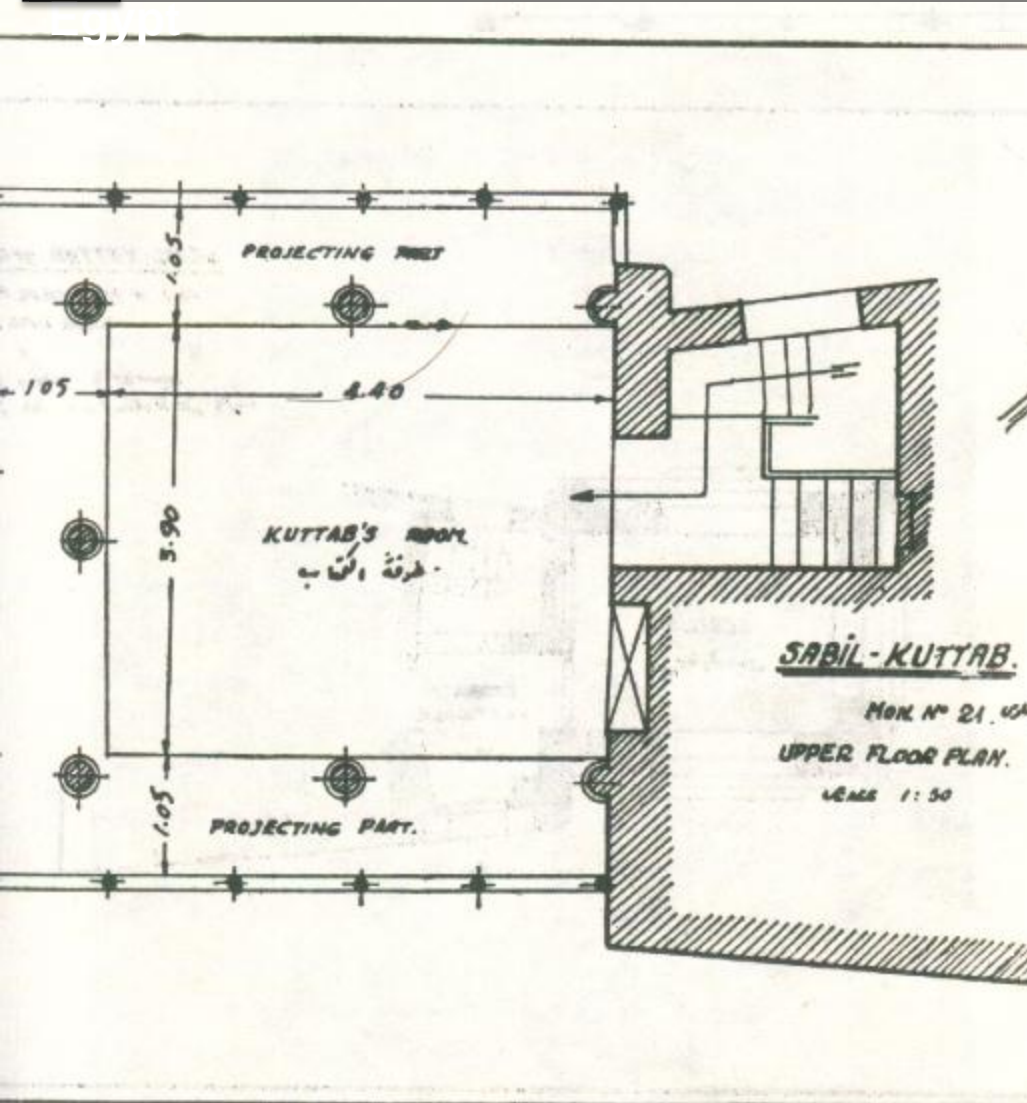 Egypt
PROJECTING PART
1.05
105
4.40
3.90
KUTTAB'S ROOM
غرفة الكتاب
1.05
PROJECTING PART.
SABIL-KUTTAB.
MON. Nº 21.
UPPER FLOOR PLAN.
SCALE 1:50